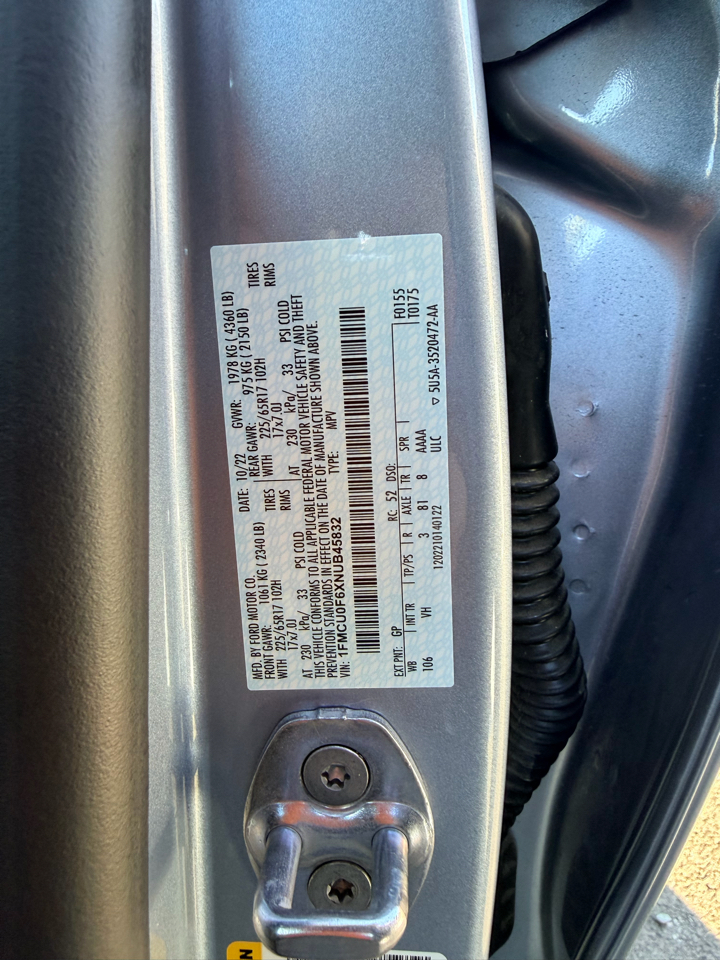 MFD. BY FORD MOTOR CO.
DATE: 10/22 GVWR: 1978 KG ( 4360 LB)
FRONT GAWR: 1061 KG ( 2340 LB) REAR GAWR: 975 KG ( 2150 LB)
WITH 225/65R17 102H TIRES WITH 225/65R17 102H TIRES
17x7.0J RIMS 17x7.0J RIMS
AT 230 kPa/ 33 PSI COLD AT 230 kPa/ 33 PSI COLD
THIS VEHICLE CONFORMS TO ALL APPLICABLE FEDERAL MOTOR VEHICLE SAFETY AND THEFT
PREVENTION STANDARDS IN EFFECT ON THE DATE OF MANUFACTURE SHOWN ABOVE.
VIN: 1FMCU0F6XNUB45832 TYPE: MPV
EXT PNT: GP RC: 52 DSO: F0155
WB INT TR TP/PS R AXLE TR SPR T0175
106 VH 3 81 8 AAAA
1202210140122 ULC ▽ 5U5A-3520472-AA